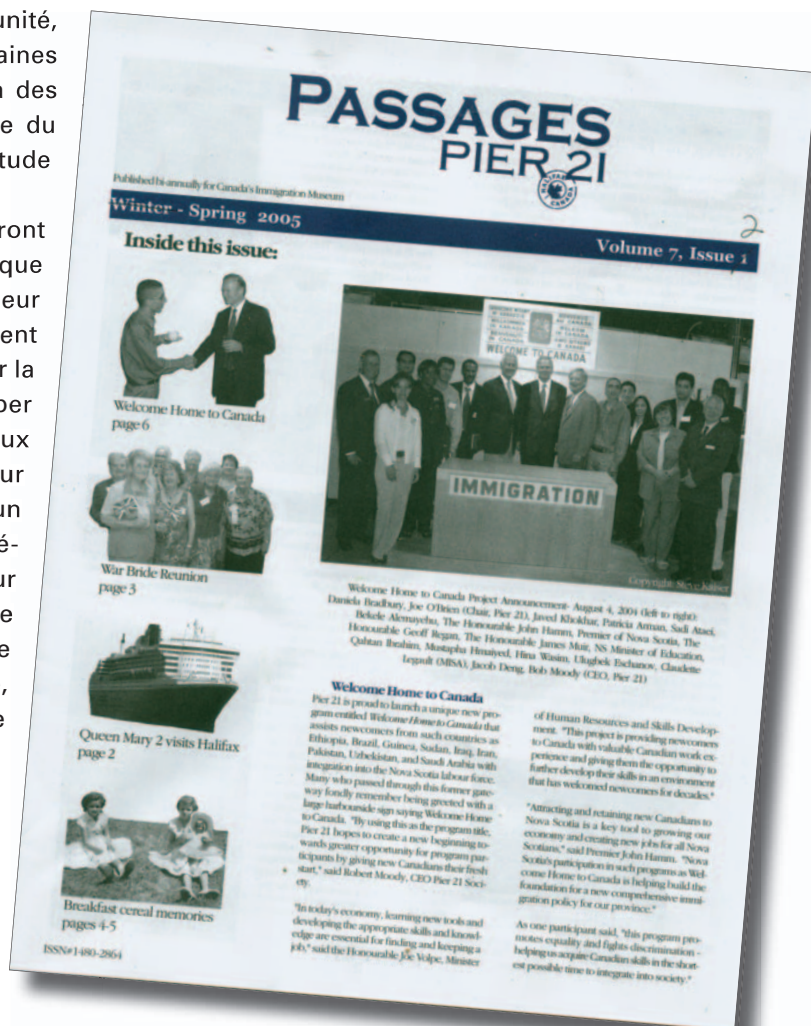 unité,
aines
des
e du
tude
ront
que
eur
ent
r la
per
ux
ur
un
é-
ur
e
e
,
e
PASSAGES
PIER 21
HALIFAX CANADA
Published bi-annually for Canada's Immigration Museum
Winter - Spring 2005
2
Volume 7, Issue 1
Inside this issue:
Welcome Home to Canada
page 6
War Bride Reunion
page 3
Queen Mary 2 visits Halifax
page 2
Breakfast cereal memories
pages 4-5
ISSN#1480-2864
WELCOME TO CANADA
IMMIGRATION
Copyright: Steve Kaiser
Welcome Home to Canada Project Announcement- August 4, 2004 (left to right):
Daniela Bradbury, Joe O'Brien (Chair, Pier 21), Javed Khokhar, Patricia Arman, Sadi Ataei,
Bekele Alemayehu, The Honourable John Hamm, Premier of Nova Scotia, The
Honourable Geoff Regan, The Honourable James Muir, NS Minister of Education,
Qahtan Ibrahim, Mustapha Hmaiyed, Hina Wasim, Ulughek Eschanov, Claudette
Legault (MISA), Jacob Deng, Bob Moody (CEO, Pier 21)
Welcome Home to Canada
Pier 21 is proud to launch a unique new pro-
gram entitled Welcome Home to Canada that
assists newcomers from such countries as
Ethiopia, Brazil, Guinea, Sudan, Iraq, Iran,
Pakistan, Uzbekistan, and Saudi Arabia with
integration into the Nova Scotia labour force.
Many who passed through this former gate-
way fondly remember being greeted with a
large harbourside sign saying Welcome Home
to Canada. "By using this as the program title,
Pier 21 hopes to create a new beginning to-
wards greater opportunity for program par-
ticipants by giving new Canadians their fresh
start," said Robert Moody, CEO Pier 21 Soci-
ety.
"In today's economy, learning new tools and
developing the appropriate skills and knowl-
edge are essential for finding and keeping a
job," said the Honourable Joe Volpe, Minister
of Human Resources and Skills Develop-
ment. "This project is providing newcomers
to Canada with valuable Canadian work ex-
perience and giving them the opportunity to
further develop their skills in an environment
that has welcomed newcomers for decades."
"Attracting and retaining new Canadians to
Nova Scotia is a key tool to growing our
economy and creating new jobs for all Nova
Scotians," said Premier John Hamm. "Nova
Scotia's participation in such programs as Wel-
come Home to Canada is helping build the
foundation for a new comprehensive immi-
gration policy for our province."
As one participant said, "this program pro-
motes equality and fights discrimination -
helping us acquire Canadian skills in the short-
est possible time to integrate into society."